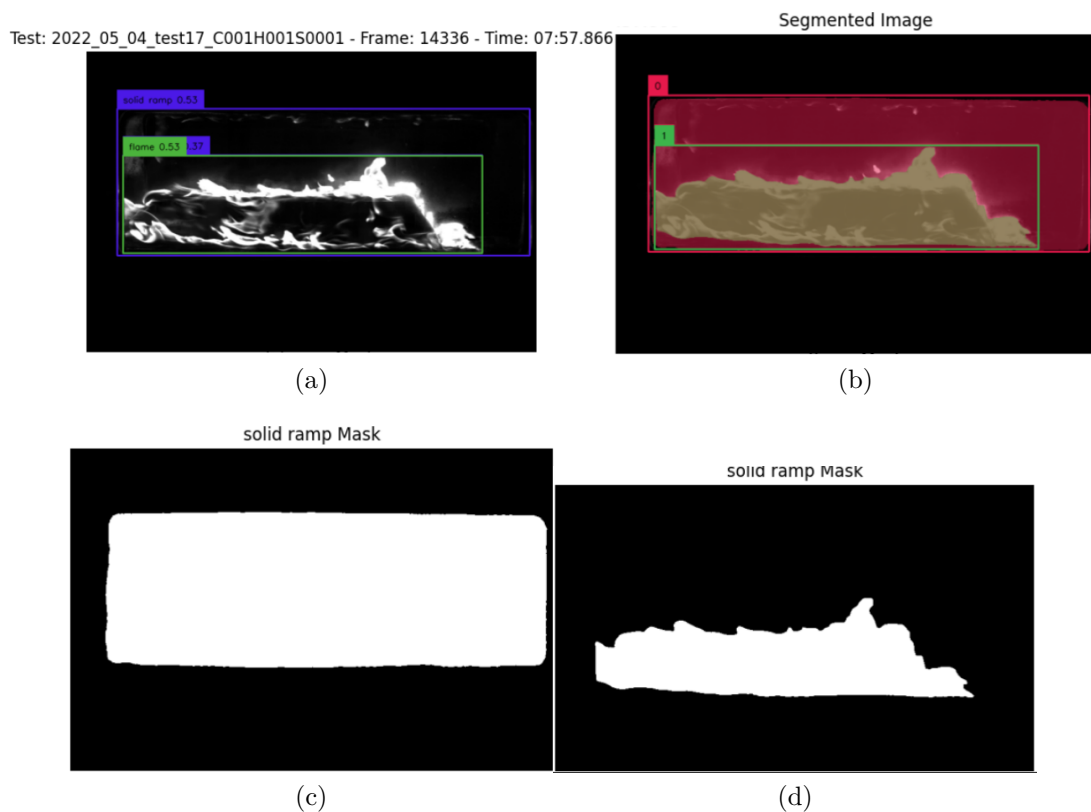 Segmented Image
Test: 2022_05_04_test17_C001H001S0001 - Frame: 14336 - Time: 07:57.866
solid ramp 0.53
flame 0.53 .37
0
1
(a)
(b)
solid ramp Mask
solid ramp Mask
(c)
(d)